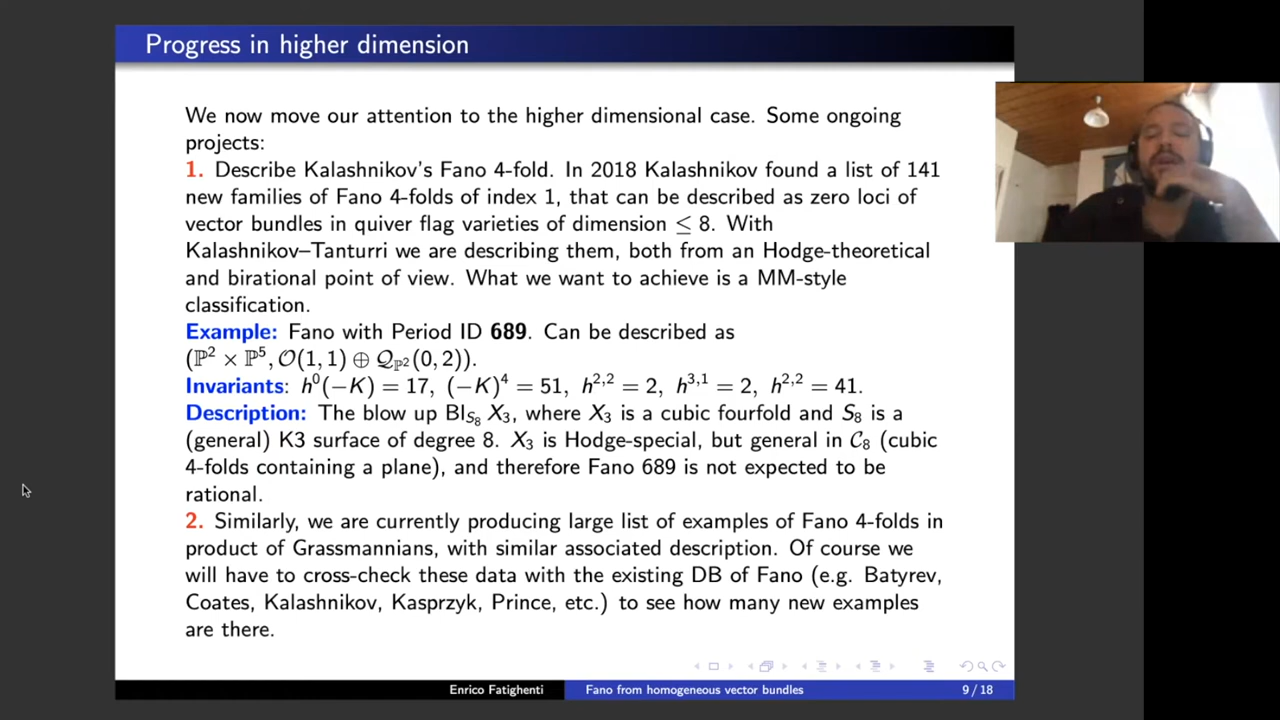 Progress in higher dimension
We now move our attention to the higher dimensional case. Some ongoing
projects:
1. Describe Kalashnikov's Fano 4-fold. In 2018 Kalashnikov found a list of 141
new families of Fano 4-folds of index 1, that can be described as zero loci of
vector bundles in quiver flag varieties of dimension ≤ 8. With
Kalashnikov–Tanturri we are describing them, both from an Hodge-theoretical
and birational point of view. What we want to achieve is a MM-style
classification.
Example: Fano with Period ID 689. Can be described as
(ℙ² × ℙ⁵, 𝒪(1, 1) ⊕ 𝒬_ℙ²(0, 2)).
Invariants: h⁰(−K) = 17, (−K)⁴ = 51, h²,² = 2, h³,¹ = 2, h²,² = 41.
Description: The blow up Bl_S₈ X₃, where X₃ is a cubic fourfold and S₈ is a
(general) K3 surface of degree 8. X₃ is Hodge-special, but general in 𝒞₈ (cubic
4-folds containing a plane), and therefore Fano 689 is not expected to be
rational.
2. Similarly, we are currently producing large list of examples of Fano 4-folds in
product of Grassmannians, with similar associated description. Of course we
will have to cross-check these data with the existing DB of Fano (e.g. Batyrev,
Coates, Kalashnikov, Kasprzyk, Prince, etc.) to see how many new examples
are there.
Enrico Fatighenti Fano from homogeneous vector bundles 9 / 18